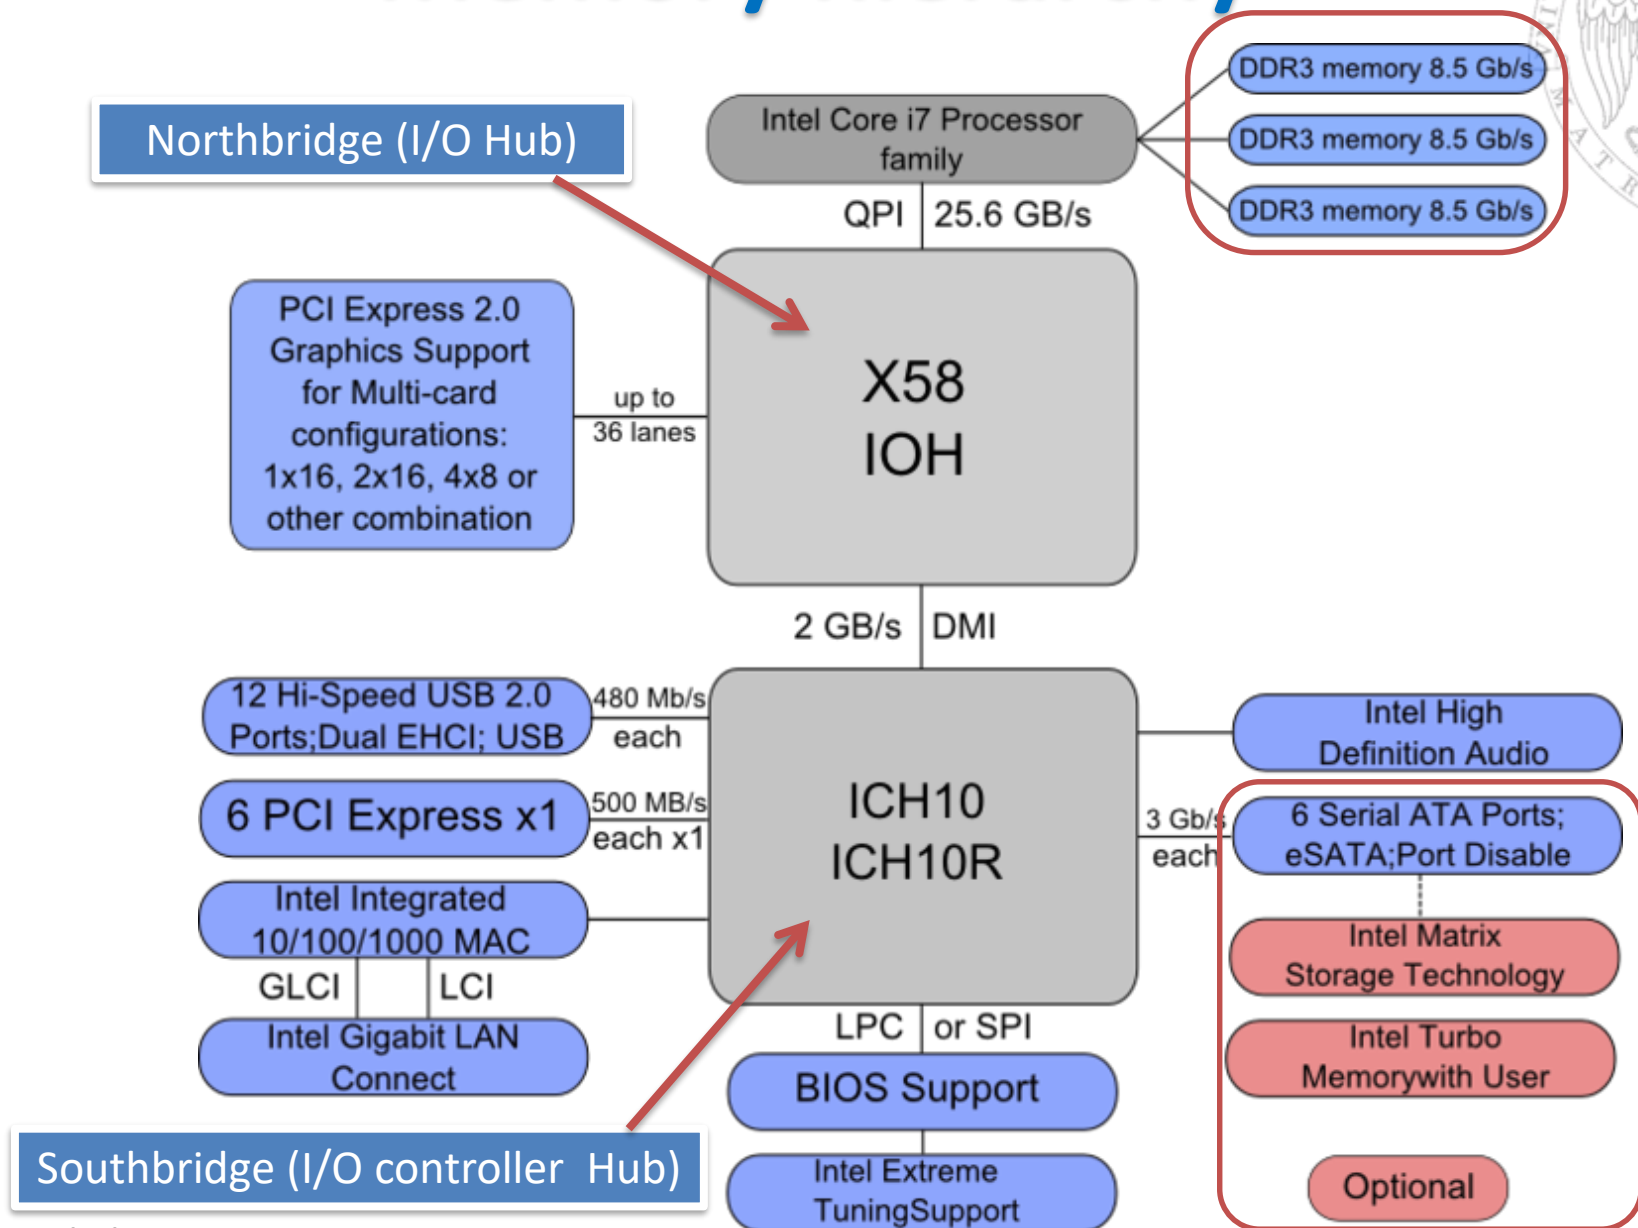 Northbridge (I/O Hub)
Intel Core i7 Processor
family
DDR3 memory 8.5 Gb/s
DDR3 memory 8.5 Gb/s
DDR3 memory 8.5 Gb/s
QPI 25.6 GB/s
PCI Express 2.0
Graphics Support
for Multi-card
configurations:
1x16, 2x16, 4x8 or
other combination
up to
36 lanes
X58
IOH
2 GB/s DMI
12 Hi-Speed USB 2.0
Ports;Dual EHCI; USB
480 Mb/s
each
6 PCI Express x1
500 MB/s
each x1
Intel Integrated
10/100/1000 MAC
GLCI LCI
Intel Gigabit LAN
Connect
ICH10
ICH10R
Intel High
Definition Audio
3 Gb/s
each
6 Serial ATA Ports;
eSATA;Port Disable
Intel Matrix
Storage Technology
Intel Turbo
Memorywith User
Optional
LPC or SPI
BIOS Support
Intel Extreme
TuningSupport
Southbridge (I/O controller Hub)